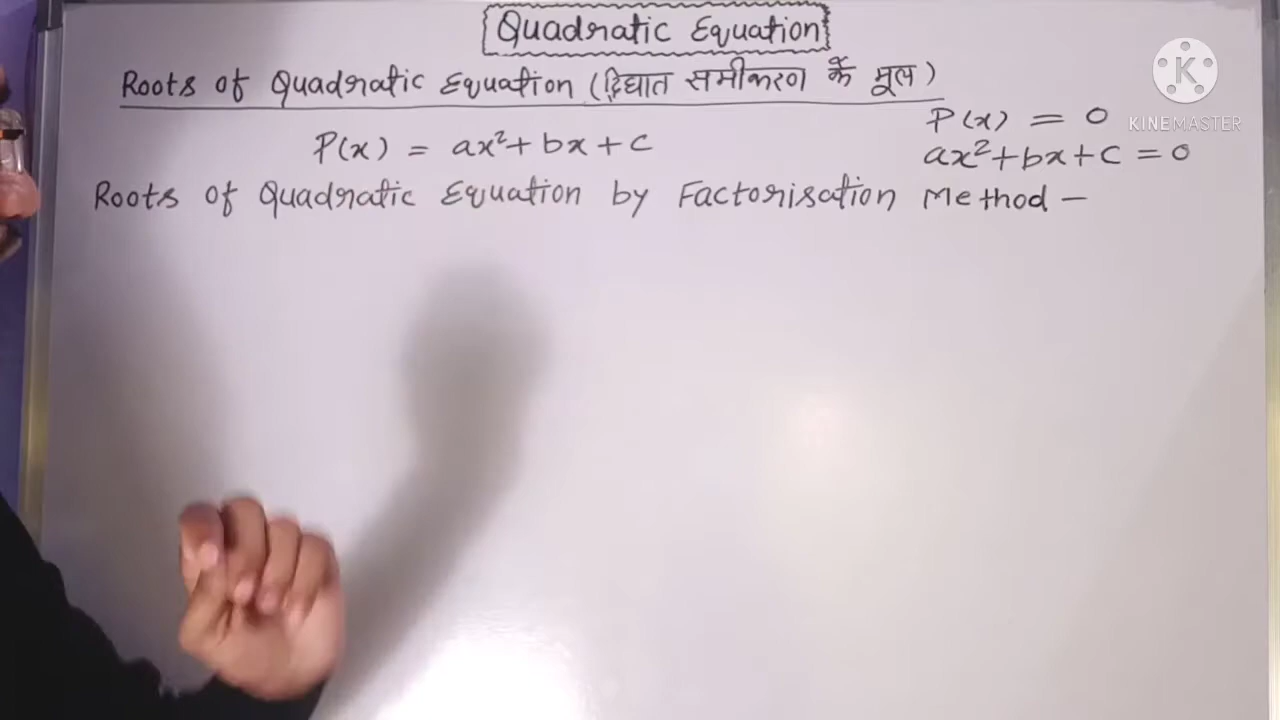 Quadratic Equation
Roots of Quadratic Equation (द्विघात समीकरण के मूल)
P(x) = ax²+bx+c
P(x) = 0
ax²+bx+c=0
Roots of Quadratic Equation by Factorisation Method –
K
KINEMASTER